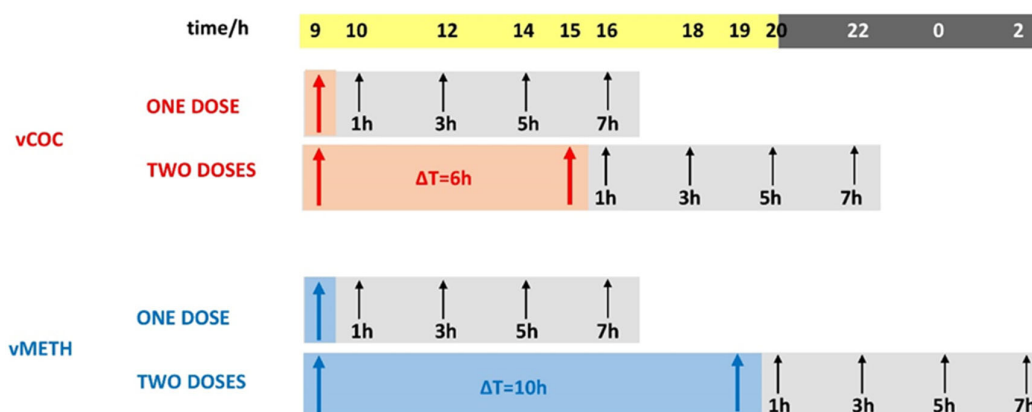 time/h 9 10 12 14 15 16 18 19 20 22 0 2
ONE DOSE
1h 3h 5h 7h
vCOC
TWO DOSES ΔT=6h
1h 3h 5h 7h
ONE DOSE
1h 3h 5h 7h
vMETH
TWO DOSES ΔT=10h
1h 3h 5h 7h